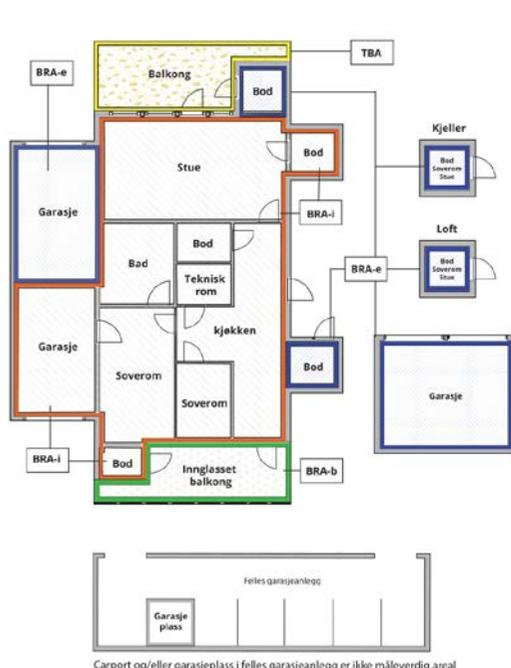 TBA
Balkong
BRA-e
Bod
Kjeller
Bod
Soverom
Stue
Stue
Bod
Garasje
BRA-i
Loft
Bod
Bod
Soverom
Stue
Bad
BRA-e
Teknisk
rom
kjøkken
Garasje
Soverom
Bod
Garasje
Soverom
BRA-i
Bod
Innglasset
balkong
BRA-b
Felles garasjeanlegg
Garasje
plass
Carport og/eller garasjeplass i felles garasjeanlegg er ikke måleverdig areal